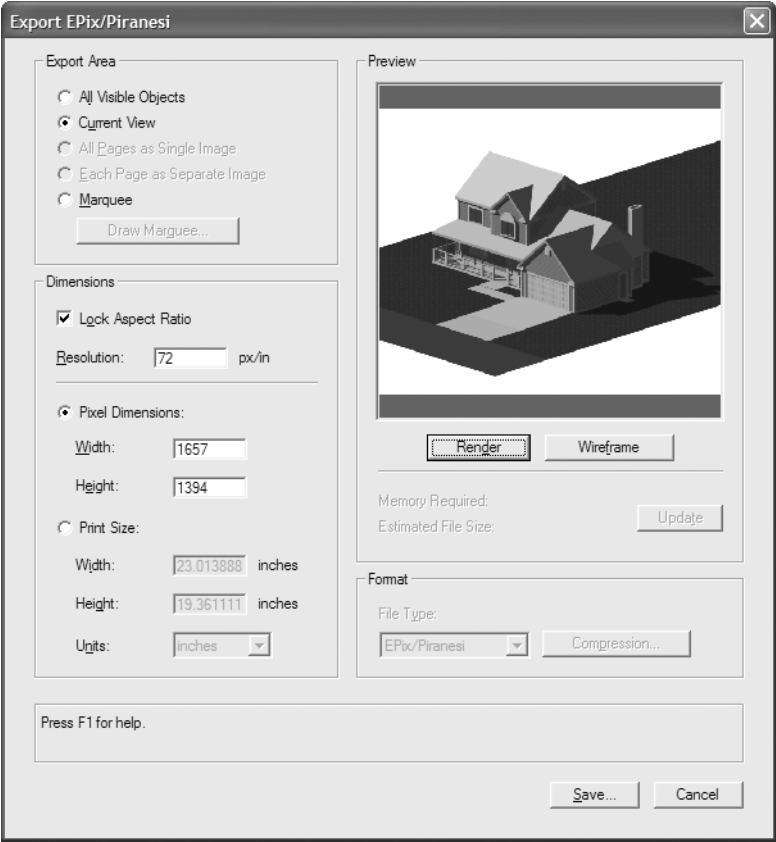 Export EPix/Piranesi
Export Area
All Visible Objects
Current View
All Pages as Single Image
Each Page as Separate Image
Marquee
Draw Marquee...
Dimensions
Lock Aspect Ratio
Resolution: 72 px/in
Pixel Dimensions:
Width: 1657
Height: 1394
Print Size:
Width: 23.013888 inches
Height: 19.361111 inches
Units: inches
Preview
Render Wireframe
Memory Required:
Estimated File Size:
Update
Format
File Type:
EPix/Piranesi Compression...
Press F1 for help.
Save... Cancel